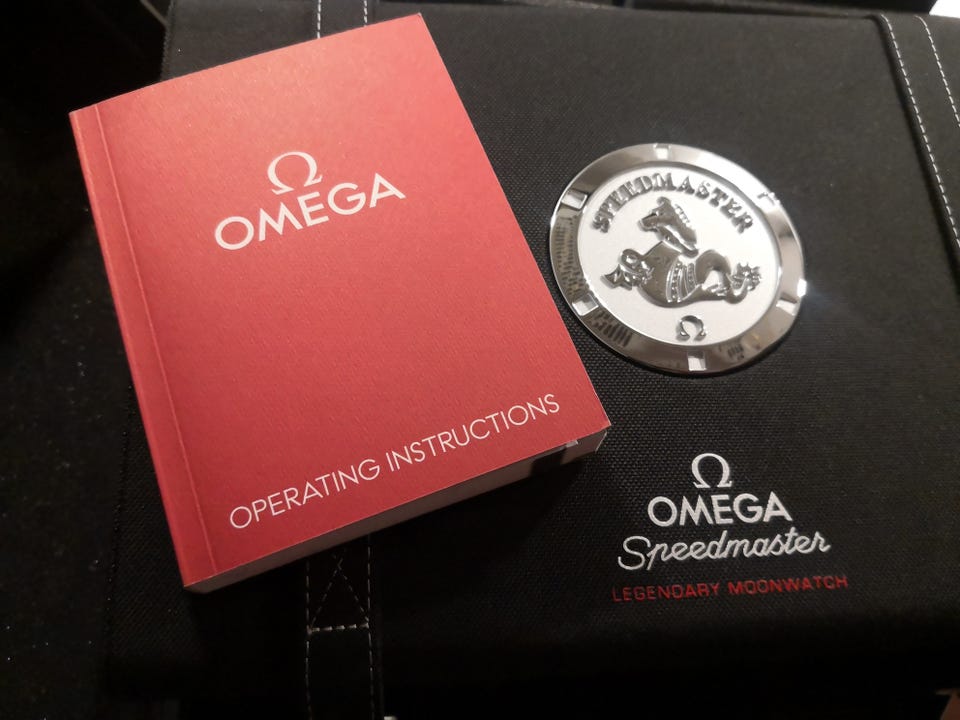 Ω
OMEGA
OPERATING INSTRUCTIONS
SPEEDMASTER
Ω
Ω
OMEGA
Speedmaster
LEGENDARY MOONWATCH